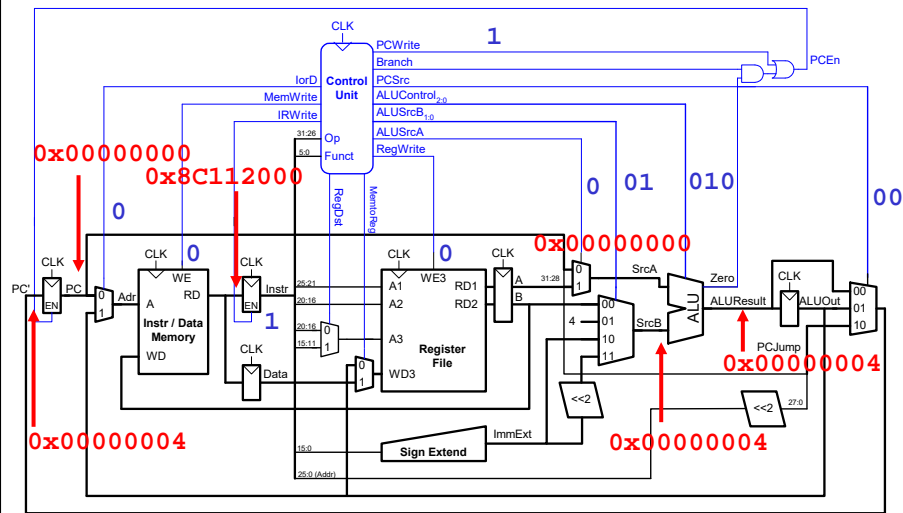 CLK
PCWrite
1
Branch
PCEn
IorD
Control
PCSrc
MemWrite
Unit
ALUControl2:0
IRWrite
ALUSrcB1:0
31:26
Op
ALUSrcA
5:0
Funct
RegWrite
0x00000000
0x8C112000
0
01
010
00
RegDst
MemtoReg
0
0
0
0x00000000
CLK
CLK
CLK
CLK
CLK
CLK
WE
WE3
0
SrcA
Zero
PC'
PC
0
Adr
A
RD
Instr
25:21
A1
RD1
A
31:28
1
00
EN
1
EN
20:16
A2
RD2
B
00
ALU
ALUResult
ALUOut
01
Instr / Data
Memory
1
4
01
SrcB
10
20:16
0
A3
10
PCJump
WD
CLK
15:11
1
Register
File
11
0x00000004
Data
0
1
WD3
<<2
<<2
27:0
0x00000004
ImmExt
0x00000004
15:0
Sign Extend
25:0 (Addr)